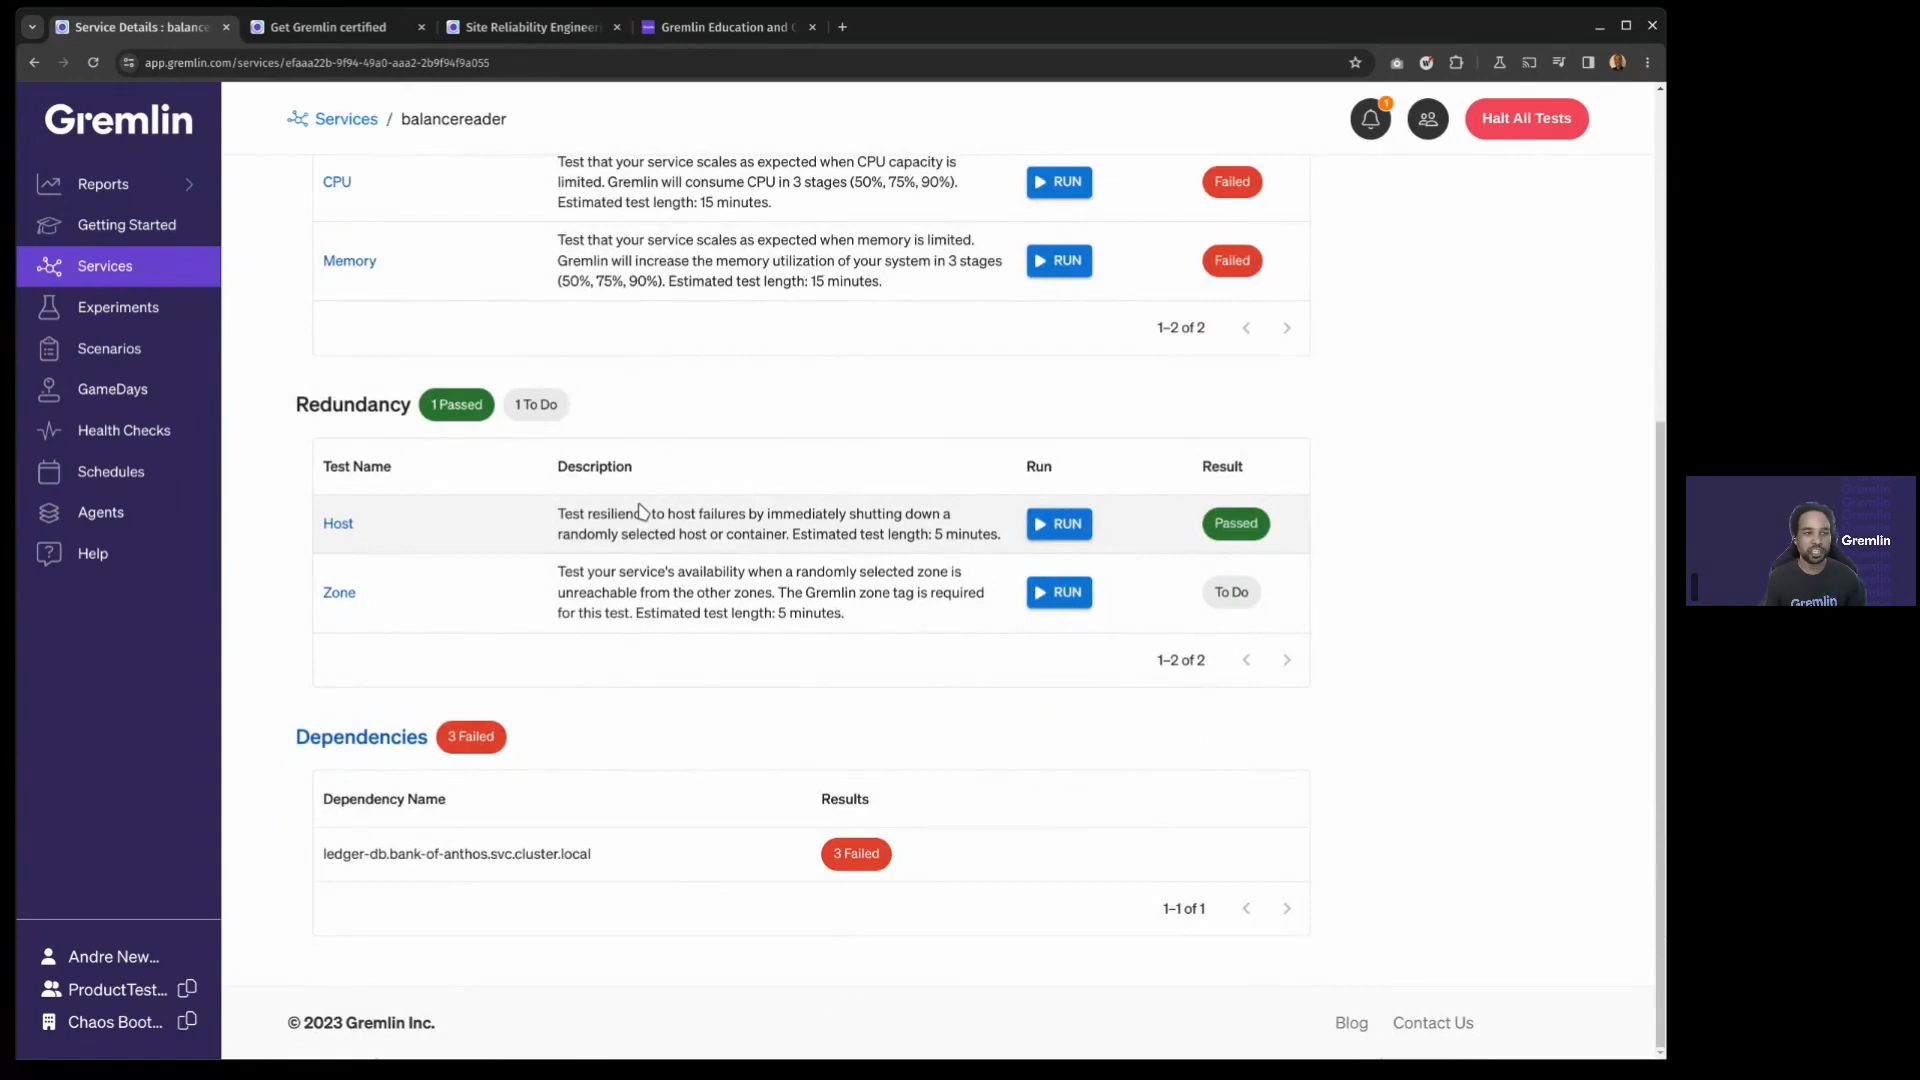 Service Details : balance
Get Gremlin certified
Site Reliability Engineer
Gremlin Education and C
app.gremlin.com/services/efaaa22b-9f94-49a0-aaa2-2b9f94f9a055
Gremlin
Services / balancereader
1
Halt All Tests
Reports
Getting Started
Services
Experiments
Scenarios
GameDays
Health Checks
Schedules
Agents
Help
Andre New...
ProductTest...
Chaos Boot...
CPU
Test that your service scales as expected when CPU capacity is
limited. Gremlin will consume CPU in 3 stages (50%, 75%, 90%).
Estimated test length: 15 minutes.
RUN
Failed
Memory
Test that your service scales as expected when memory is limited.
Gremlin will increase the memory utilization of your system in 3 stages
(50%, 75%, 90%). Estimated test length: 15 minutes.
RUN
Failed
1–2 of 2
Redundancy
1 Passed
1 To Do
Test Name
Description
Run
Result
Host
Test resilience to host failures by immediately shutting down a
randomly selected host or container. Estimated test length: 5 minutes.
RUN
Passed
Zone
Test your service's availability when a randomly selected zone is
unreachable from the other zones. The Gremlin zone tag is required
for this test. Estimated test length: 5 minutes.
RUN
To Do
1–2 of 2
Dependencies
3 Failed
Dependency Name
Results
ledger-db.bank-of-anthos.svc.cluster.local
3 Failed
1–1 of 1
© 2023 Gremlin Inc.
Blog
Contact Us
Gremlin
Gremlin